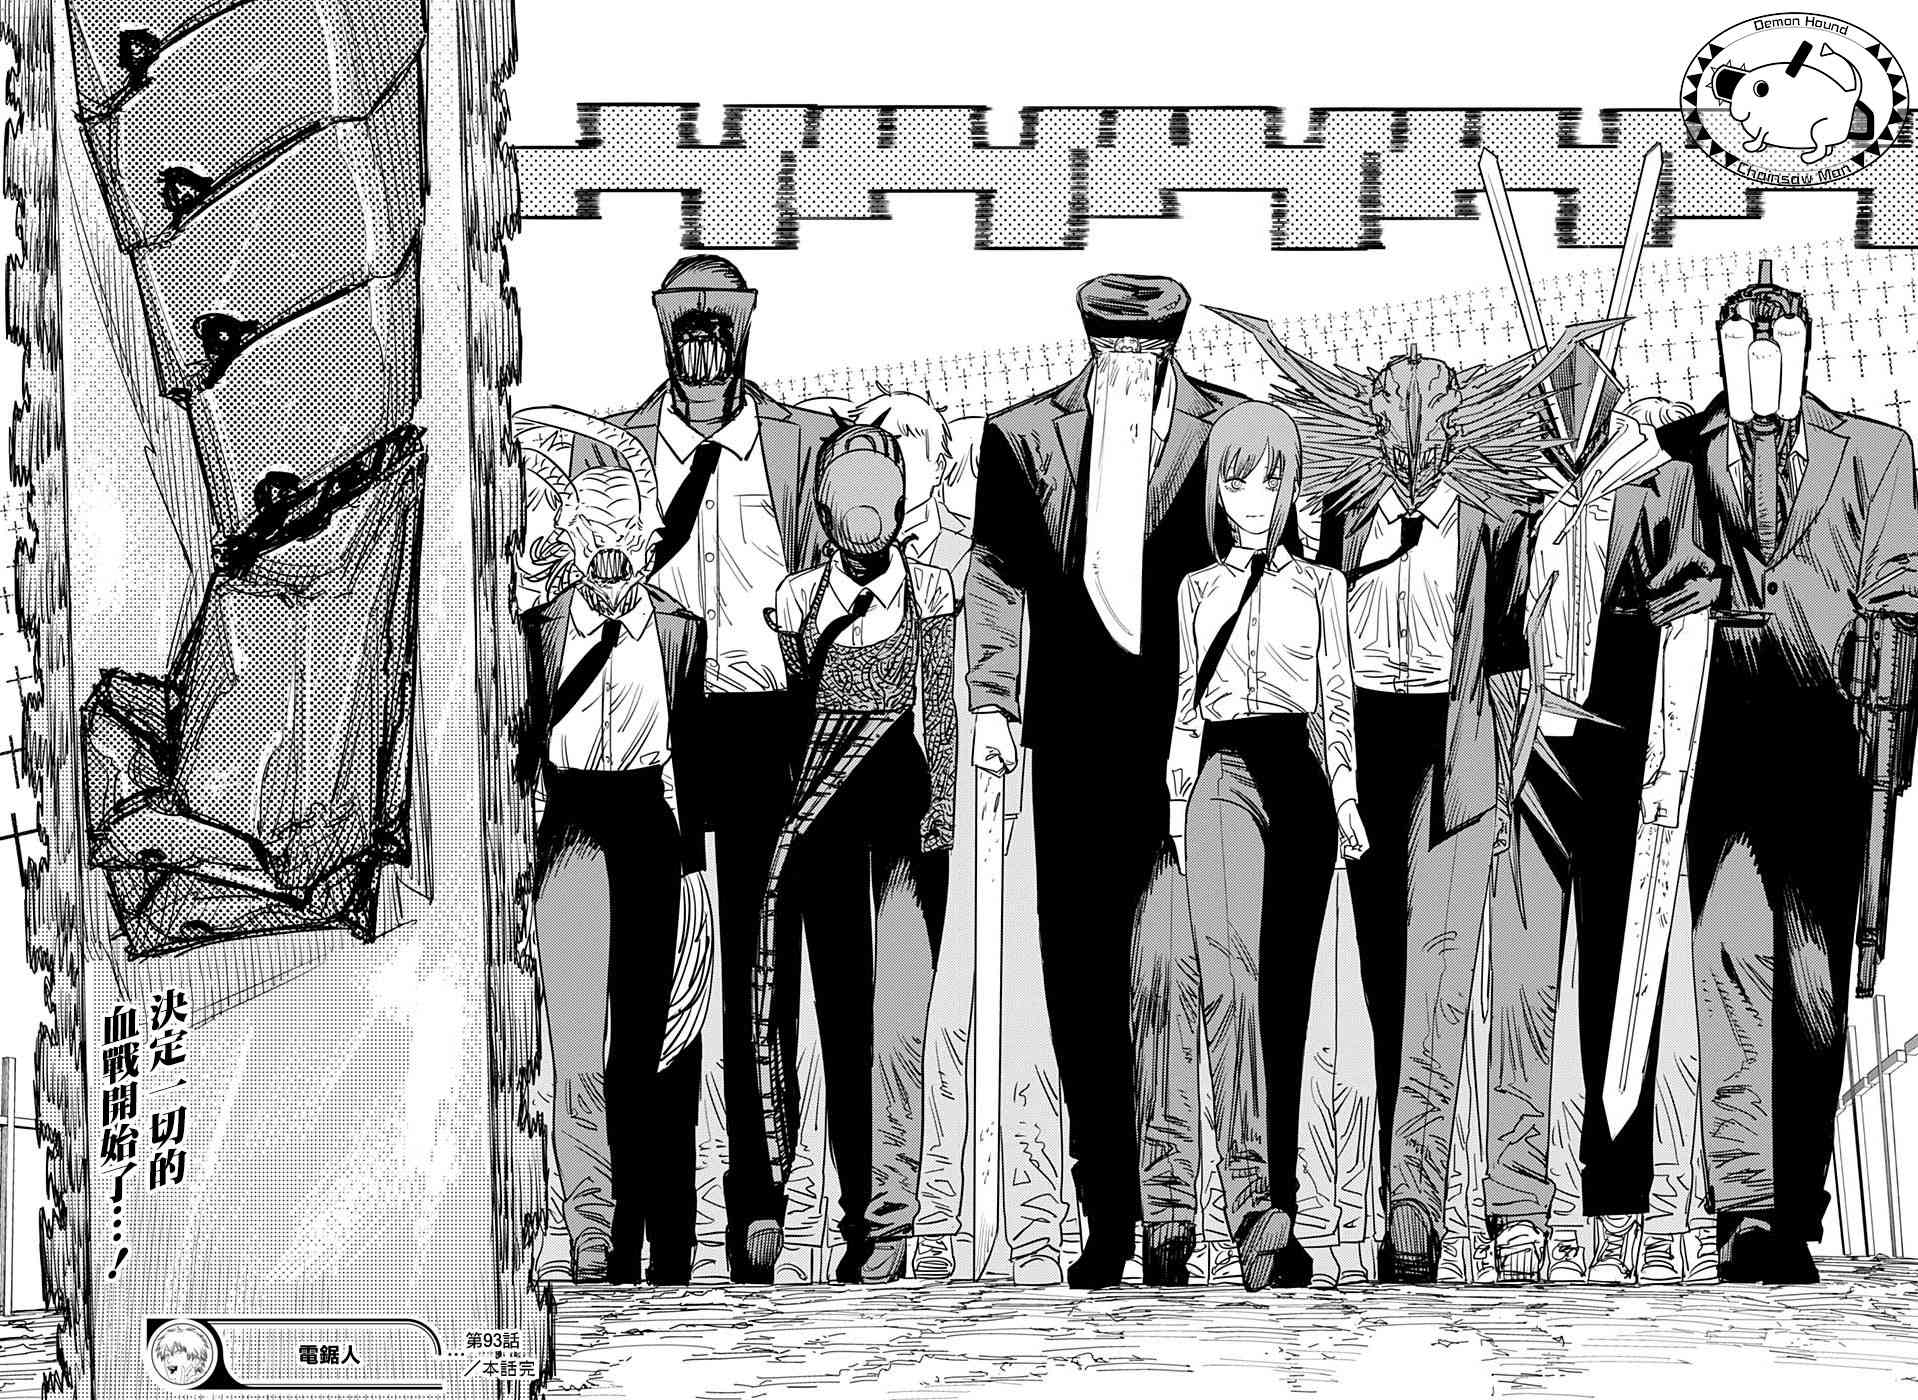 Demon Hound
Chainsaw Man
決定一切的
血戰開始了…！
電鋸人
第93話
…／本話完